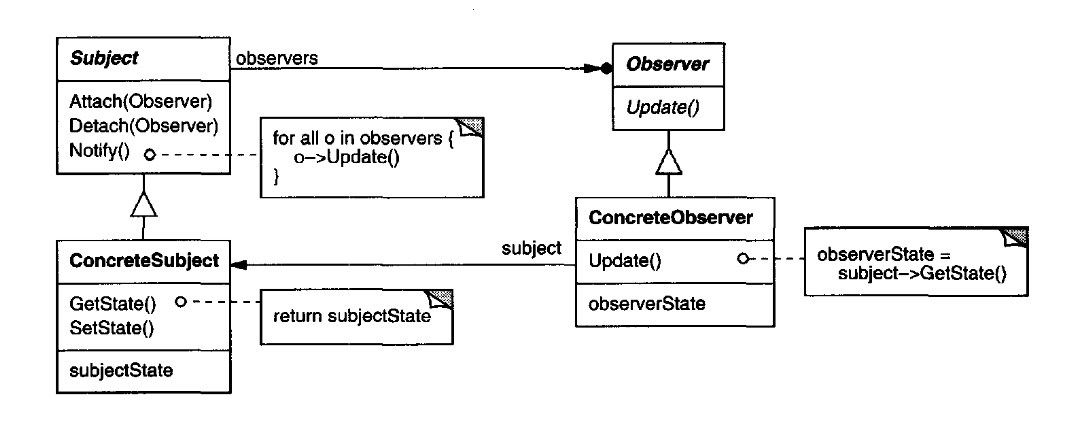 Subject
observers
Observer
Attach(Observer)
Detach(Observer)
Notify()
Update()
for all o in observers {
o–>Update()
}
ConcreteSubject
subject
ConcreteObserver
GetState()
SetState()
return subjectState
Update()
observerState =
subject–>GetState()
observerState
subjectState